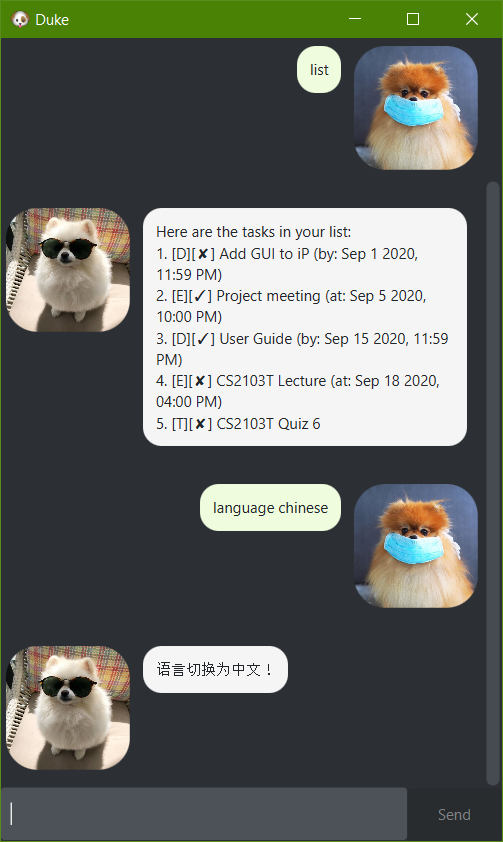 Duke
list
Here are the tasks in your list:
1. [D][✘] Add GUI to iP (by: Sep 1 2020,
11:59 PM)
2. [E][✓] Project meeting (at: Sep 5 2020,
10:00 PM)
3. [D][✓] User Guide (by: Sep 15 2020, 11:59
PM)
4. [E][✘] CS2103T Lecture (at: Sep 18 2020,
04:00 PM)
5. [T][✘] CS2103T Quiz 6
language chinese
语言切换为中文！
Send